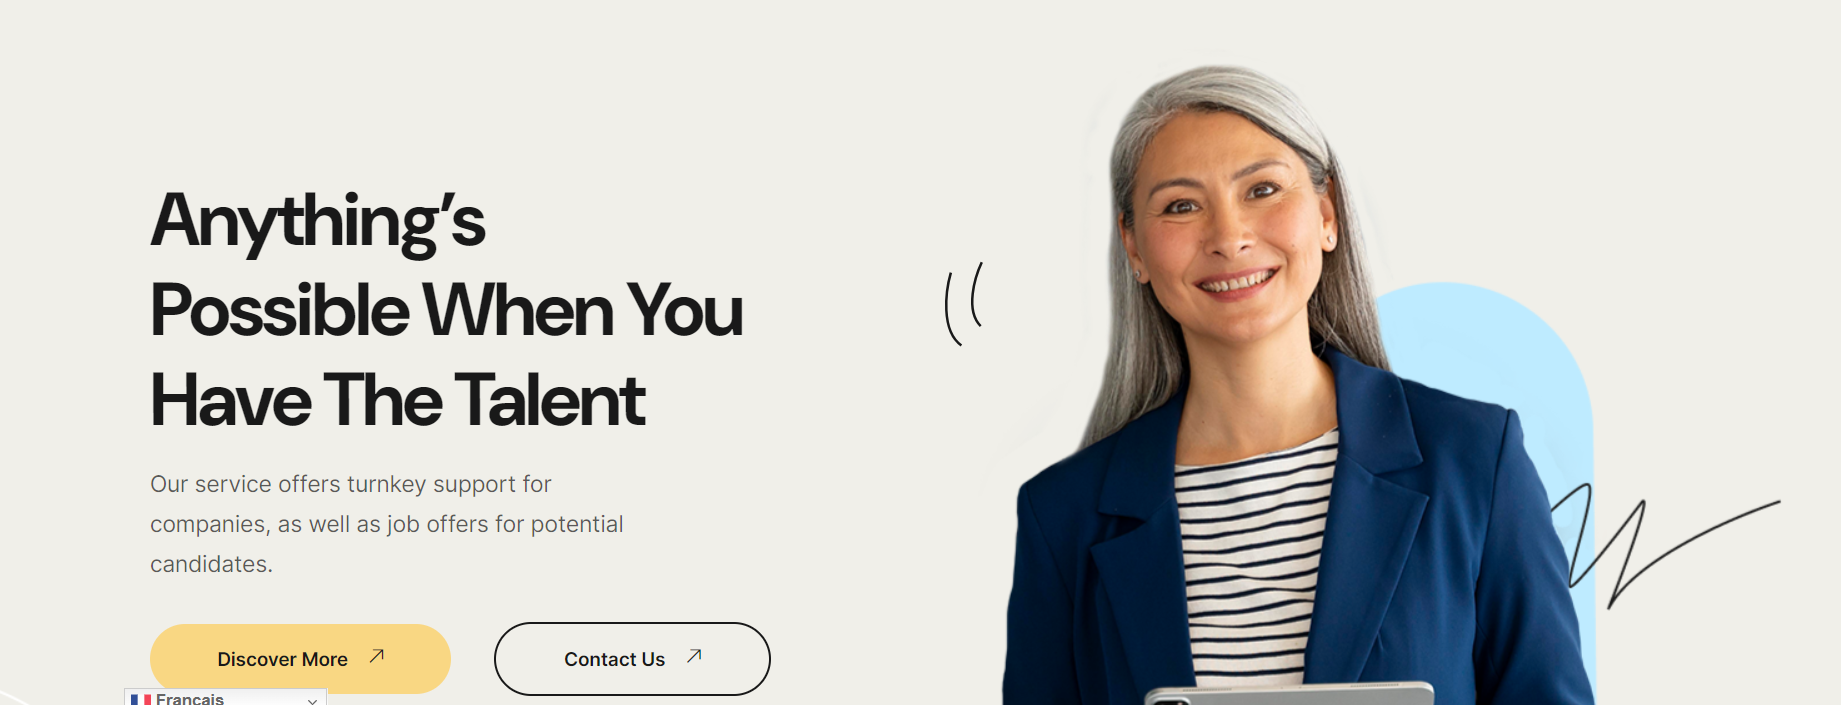 Anything’s
Possible When You
Have The Talent
Our service offers turnkey support for
companies, as well as job offers for potential
candidates.
Discover More
Contact Us
Français